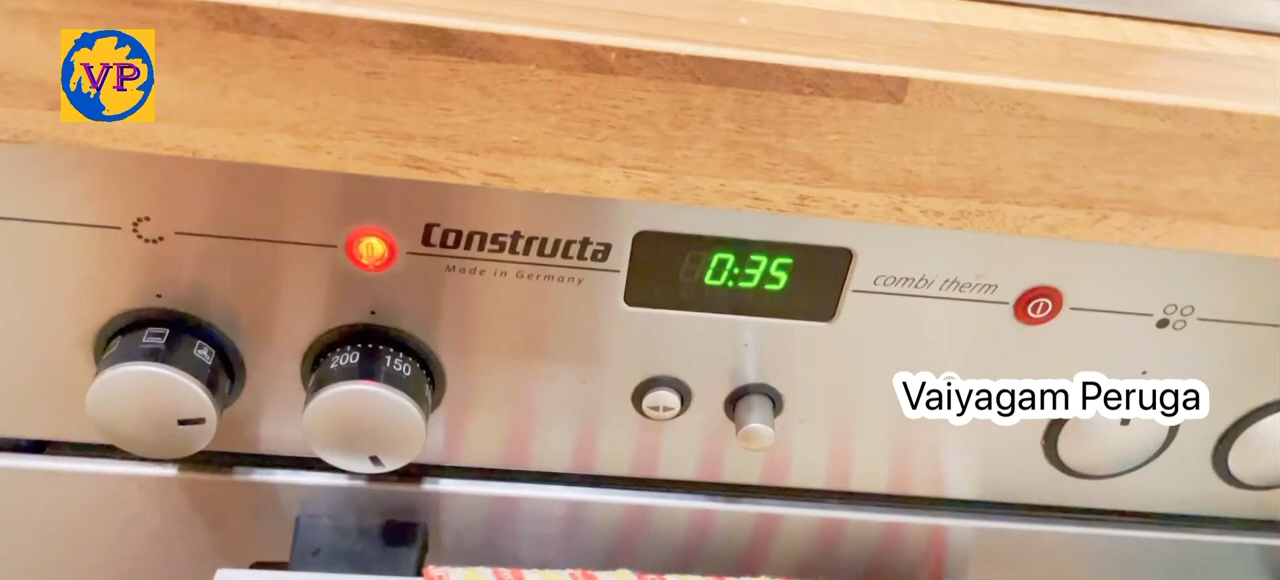 VP
Constructa
Made in Germany
0:35
combi therm
200 150
Vaiyagam Peruga